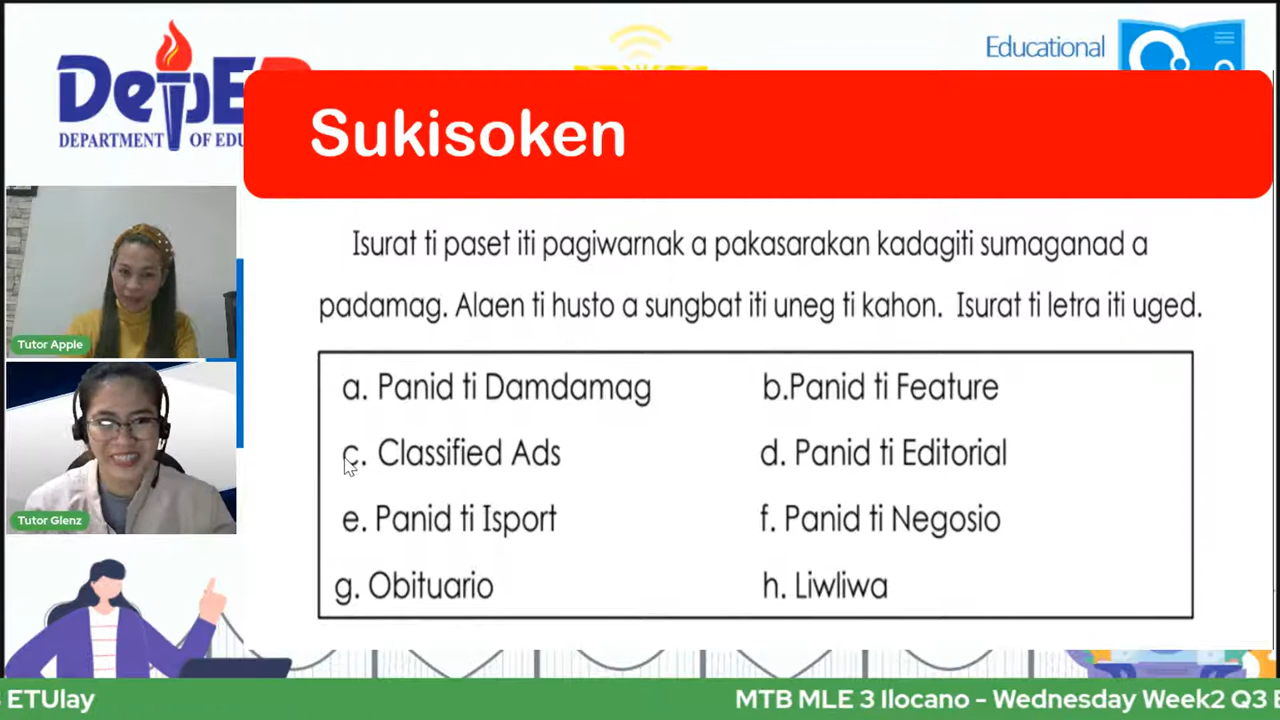 DepED
DEPARTMENT OF EDU
Educational
Sukisoken
Isurat ti paset iti pagiwarnak a pakasarakan kadagiti sumaganad a
padamag. Alaen ti husto a sungbat iti uneg ti kahon. Isurat ti letra iti uged.
a. Panid ti Damdamag
b.Panid ti Feature
c. Classified Ads
d. Panid ti Editorial
e. Panid ti Isport
f. Panid ti Negosio
g. Obituario
h. Liwliwa
Tutor Apple
Tutor Glenz
ETUlay
MTB MLE 3 Ilocano - Wednesday Week2 Q3